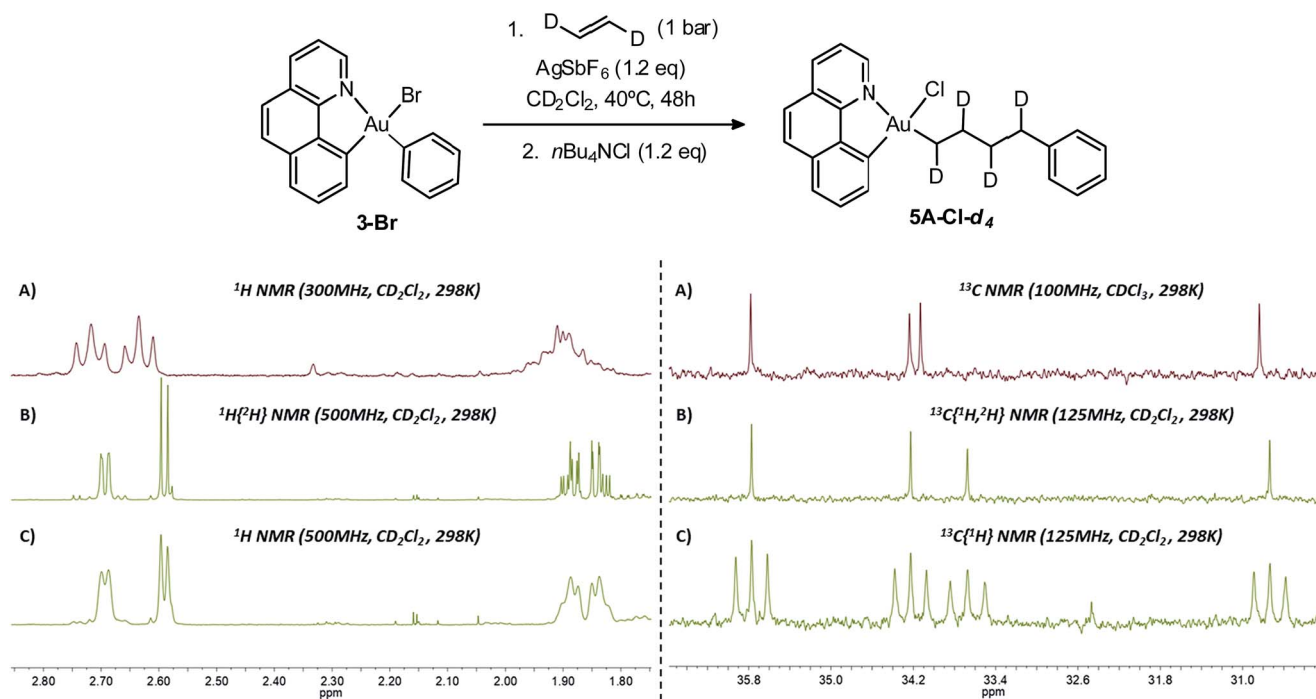 1. D D (1 bar)
AgSbF6 (1.2 eq)
CD2Cl2, 40ºC, 48h
2. nBu4NCl (1.2 eq)
N
Br
Au
3-Br
N
Cl
Au
D
D
D
D
5A-Cl-d4
A) 1H NMR (300MHz, CD2Cl2, 298K)
B) 1H{2H} NMR (500MHz, CD2Cl2, 298K)
C) 1H NMR (500MHz, CD2Cl2, 298K)
2.80 2.70 2.60 2.50 2.40 2.30 2.20 2.10 2.00 1.90 1.80
ppm
A) 13C NMR (100MHz, CDCl3, 298K)
B) 13C{1H,2H} NMR (125MHz, CD2Cl2, 298K)
C) 13C{1H} NMR (125MHz, CD2Cl2, 298K)
35.8 35.0 34.2 33.4 32.6 31.8 31.0
ppm